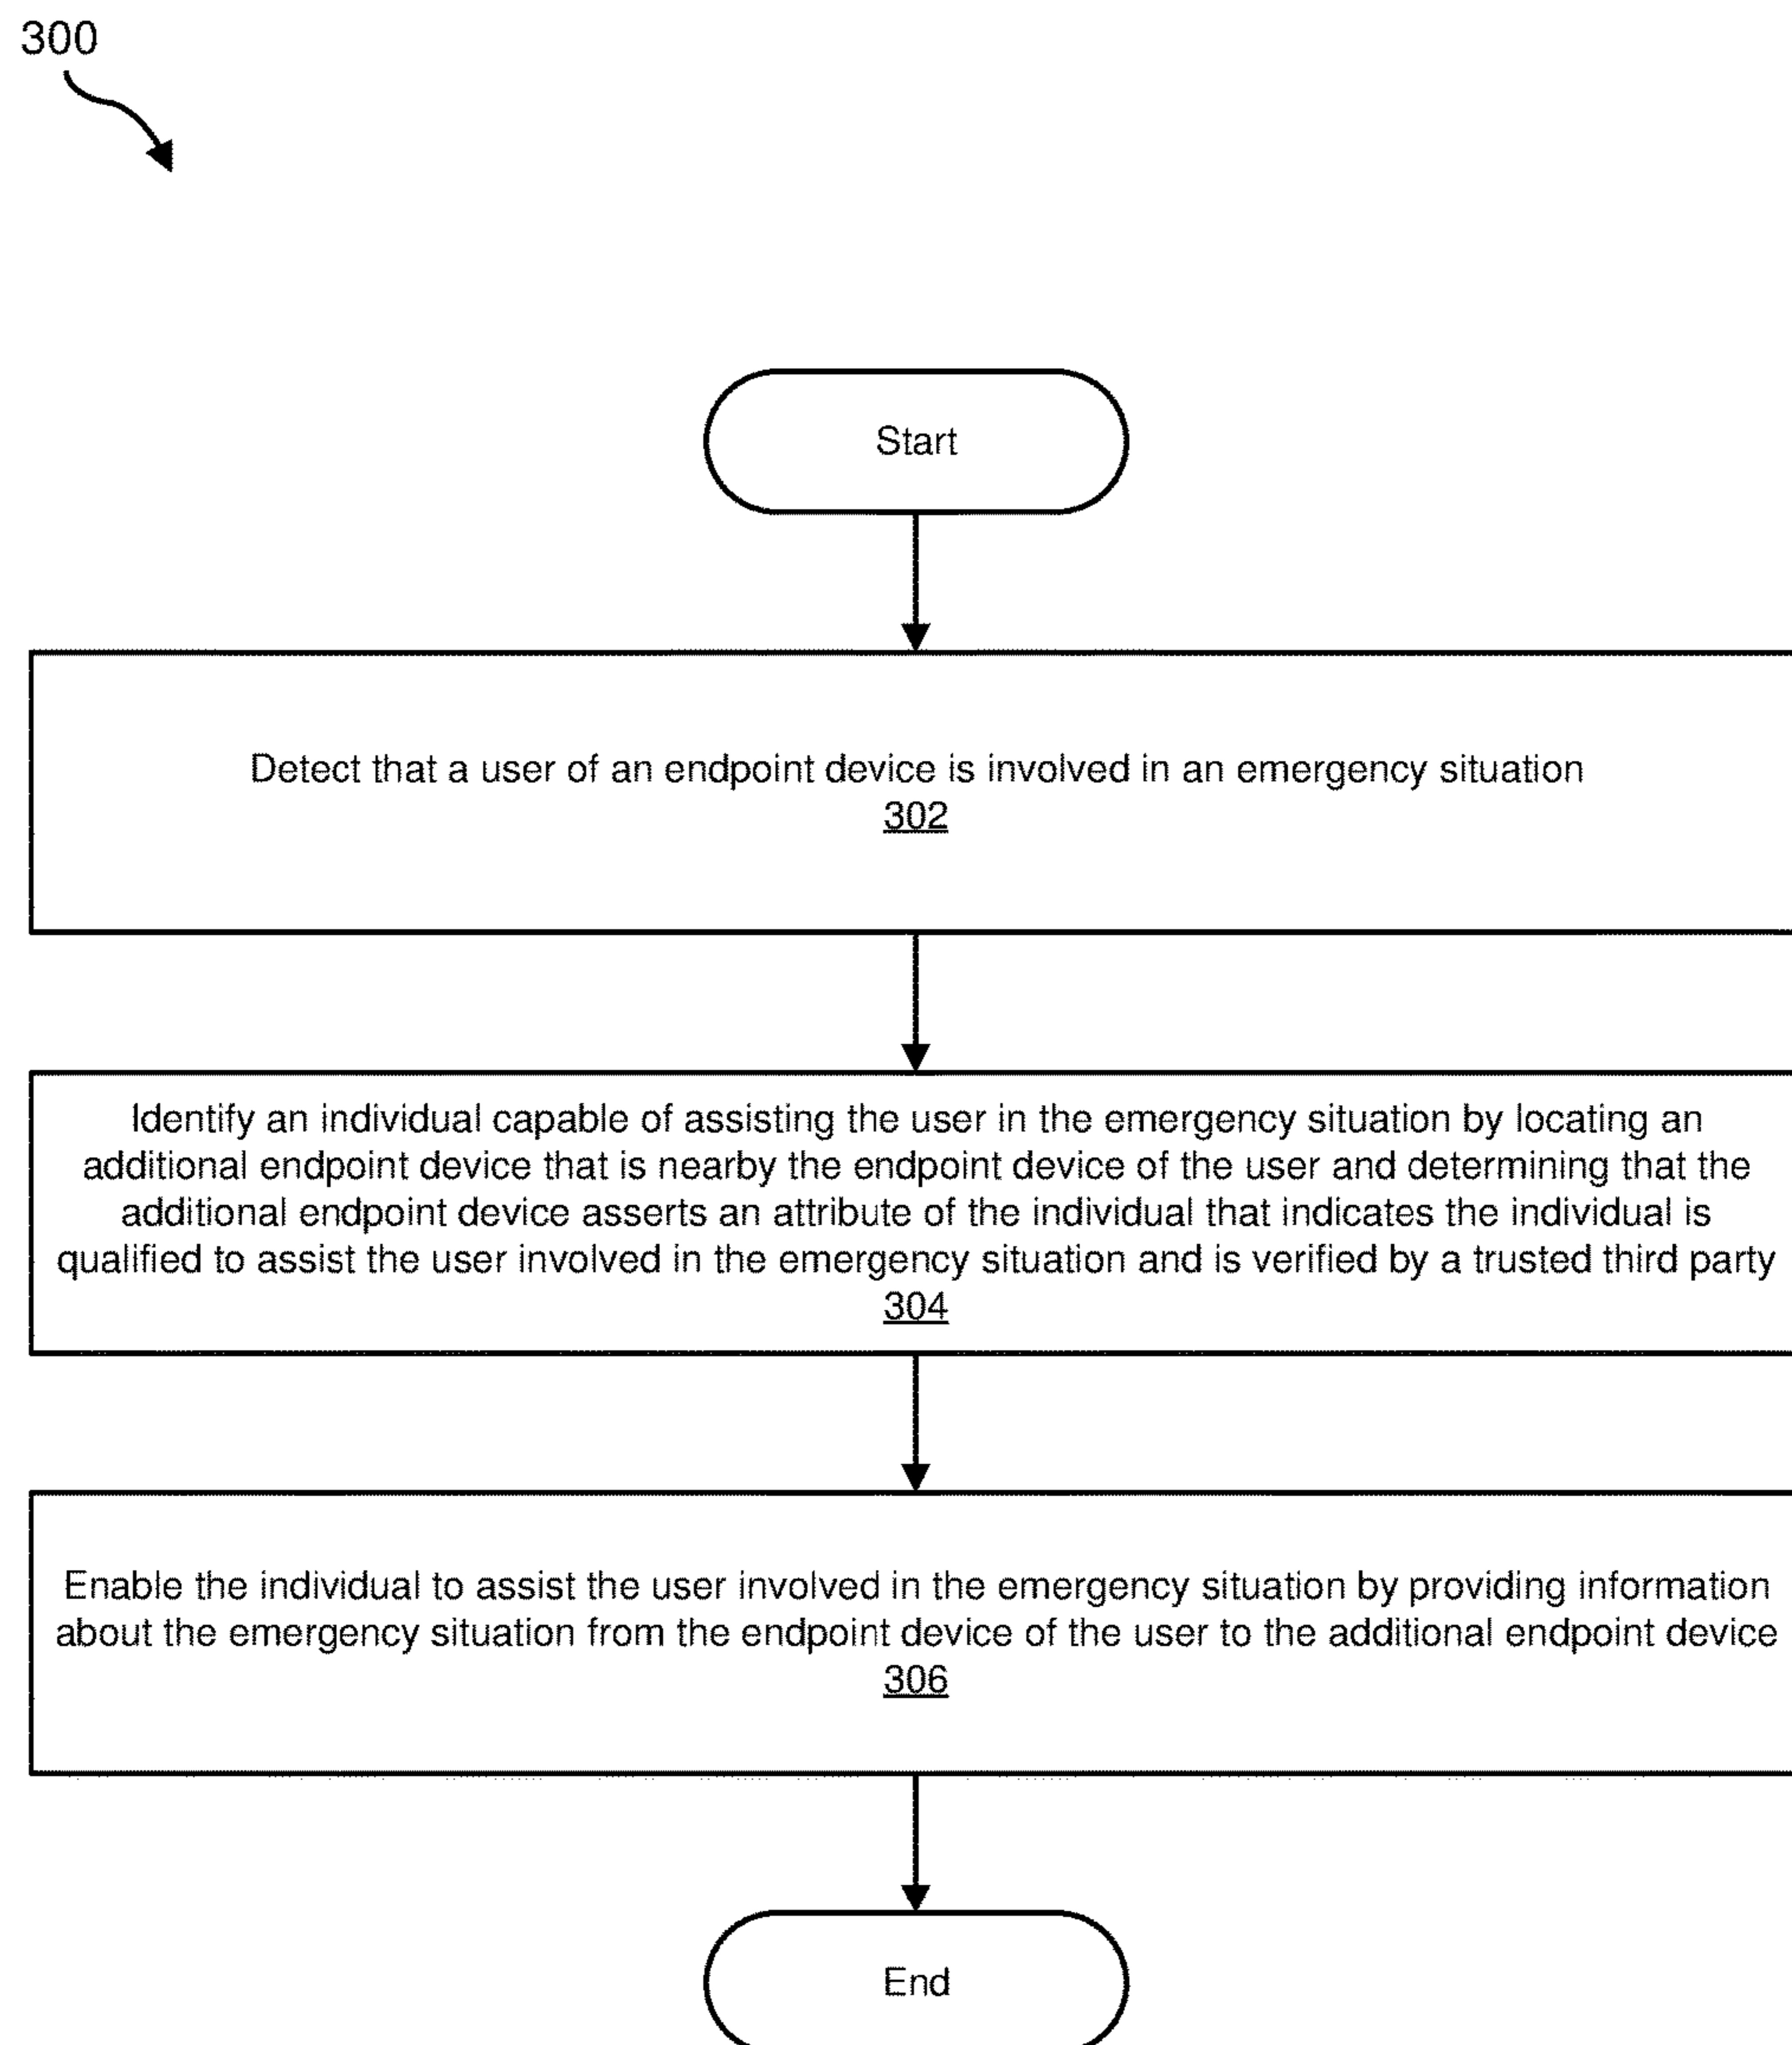 300
Start
Detect that a user of an endpoint device is involved in an emergency situation
302
Identify an individual capable of assisting the user in the emergency situation by locating an
additional endpoint device that is nearby the endpoint device of the user and determining that the
additional endpoint device asserts an attribute of the individual that indicates the individual is
qualified to assist the user involved in the emergency situation and is verified by a trusted third party
304
Enable the individual to assist the user involved in the emergency situation by providing information
about the emergency situation from the endpoint device of the user to the additional endpoint device
306
End